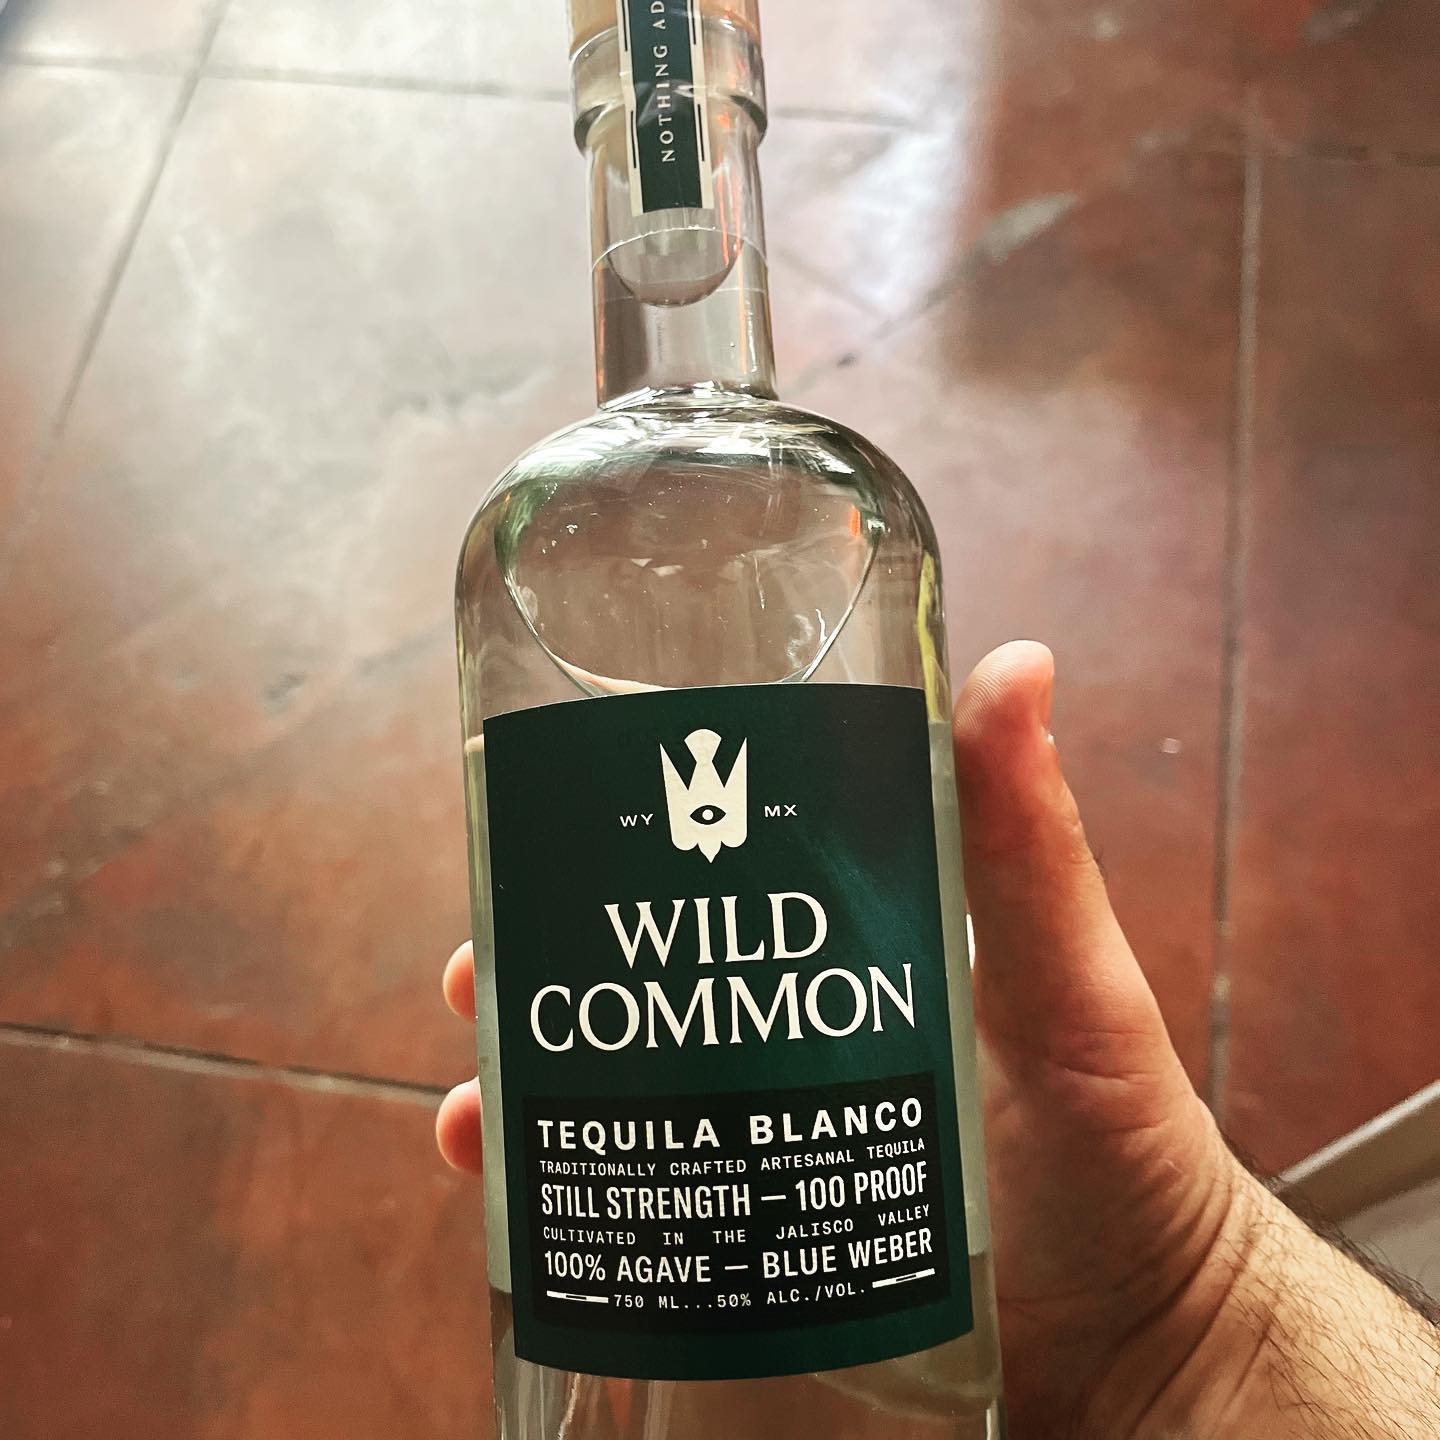 NOTHING
WY MX
WILD
COMMON
TEQUILA BLANCO
TRADITIONALLY CRAFTED ARTESANAL TEQUILA
STILL STRENGTH — 100 PROOF
CULTIVATED IN THE JALISCO VALLEY
100% AGAVE — BLUE WEBER
750 ML...50% ALC./VOL.